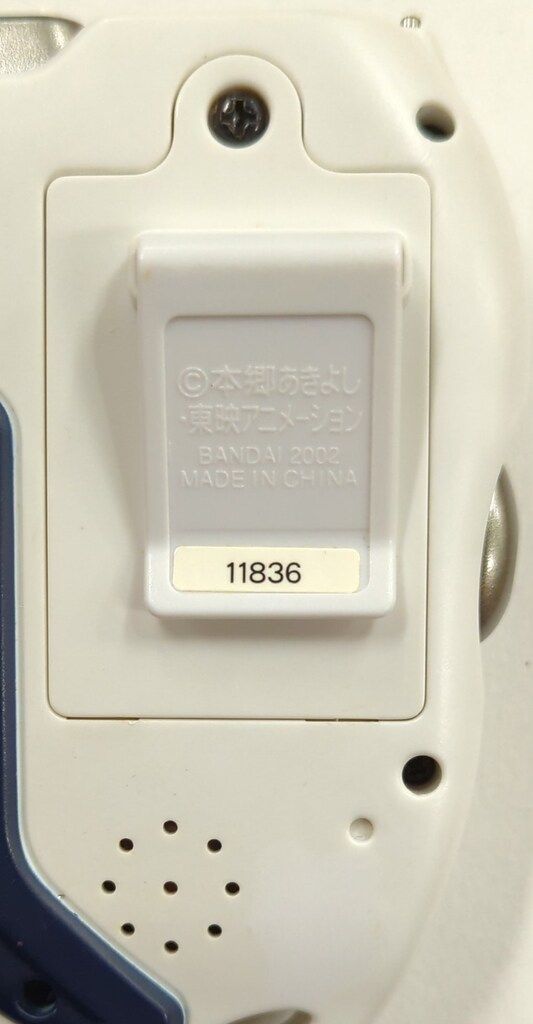 ©本郷あきよし
・東映アニメーション
BANDAI 2002
MADE IN CHINA
11836